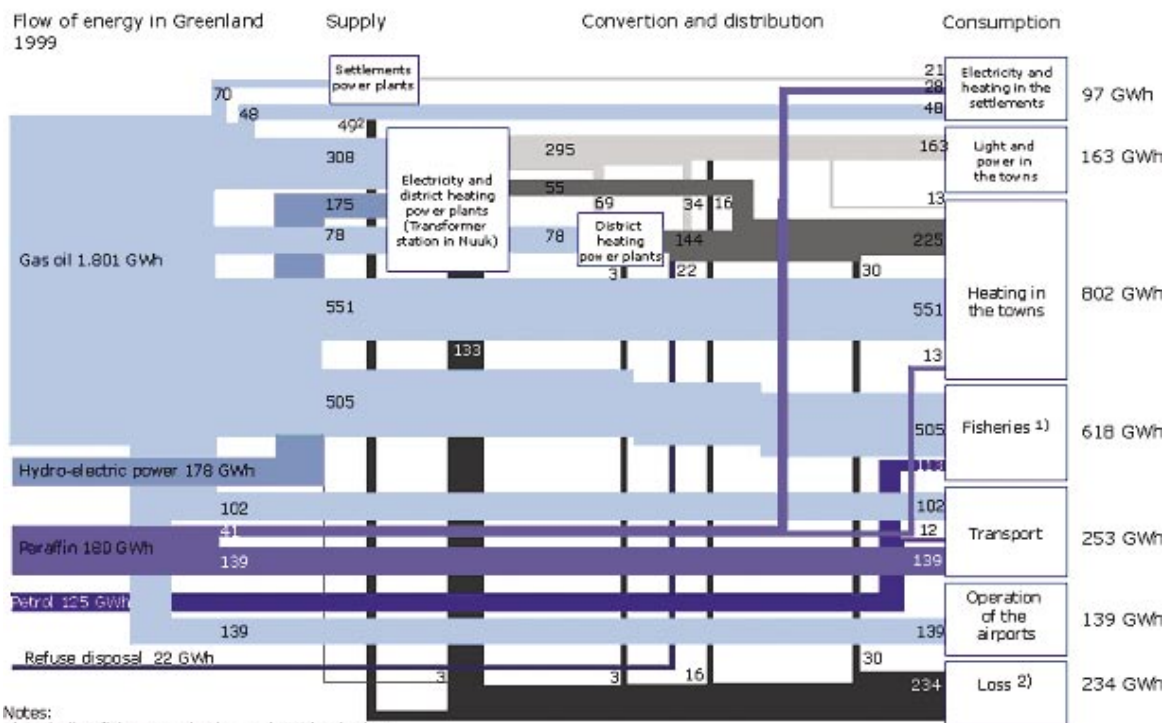 Flow of energy in Greenland
1999
Supply
Convertion and distribution
Consumption
Settlements
power plants
70
48
49²
308
175
78
Electricity and
district heating
power plants
(Transformer
station in Nuuk)
295
55
69
34
16
78
District
heating
power plants
144
3
22
30
21
28
48
Electricity and
heating in the
settlements
97 GWh
163
Light and
power in
the towns
163 GWh
13
225
551
13
Heating in
the towns
802 GWh
Gas oil 1.801 GWh
551
133
505
505
113
Fisheries 1)
618 GWh
Hydro-electric power 178 GWh
102
102
12
139
Transport
253 GWh
41
Paraffin 180 GWh
139
Petrol 125 GWh
139
139
Operation
of the
airports
139 GWh
Refuse disposal 22 GWh
3
3
16
30
234
Loss 2)
234 GWh
Notes: